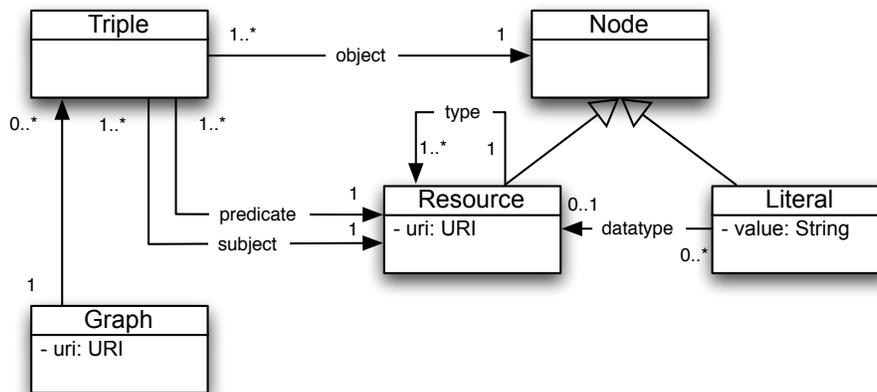 Triple
Node
1..*
1
object
0..*
1..*
1..*
type
1..*
1
Resource
- uri: URI
Literal
- value: String
predicate
1
subject
1
0..1
datatype
0..*
1
Graph
- uri: URI